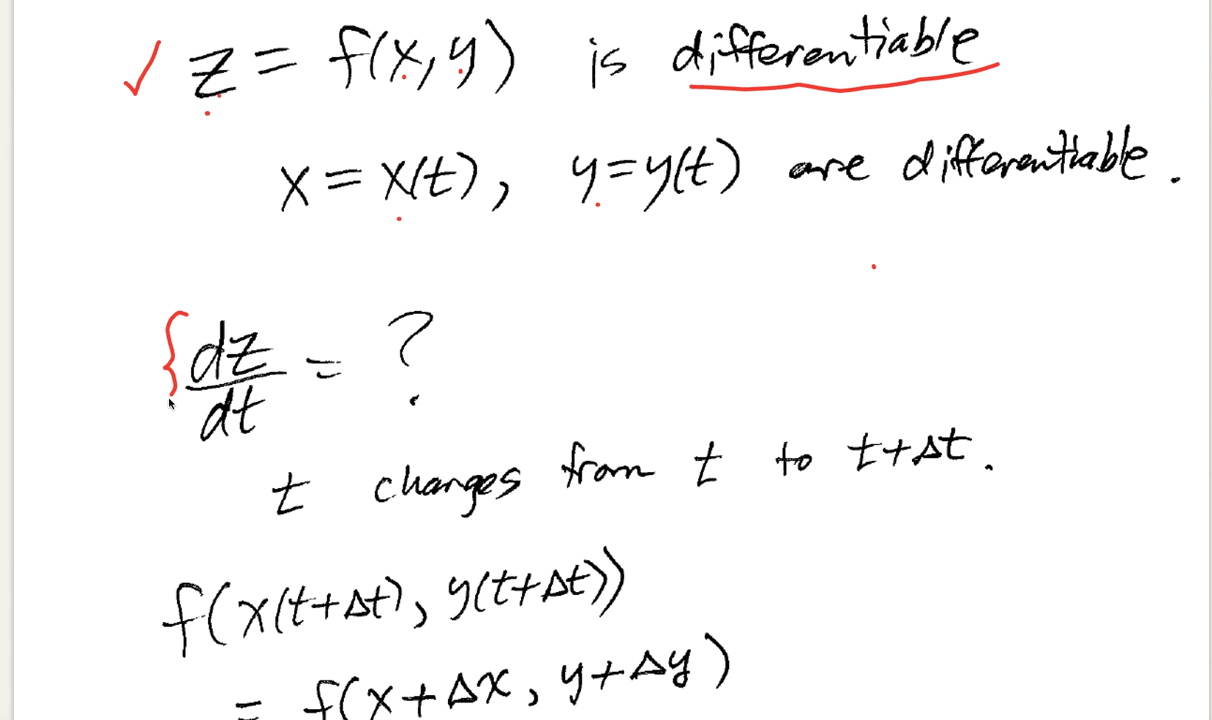 ✓ z = f(x,y) is differentiable
x = x(t), y=y(t) are differentiable.
dz/dt = ?
t changes from t to t+Δt.
f(x(t+Δt), y(t+Δt))
= f(x+Δx, y+Δy)